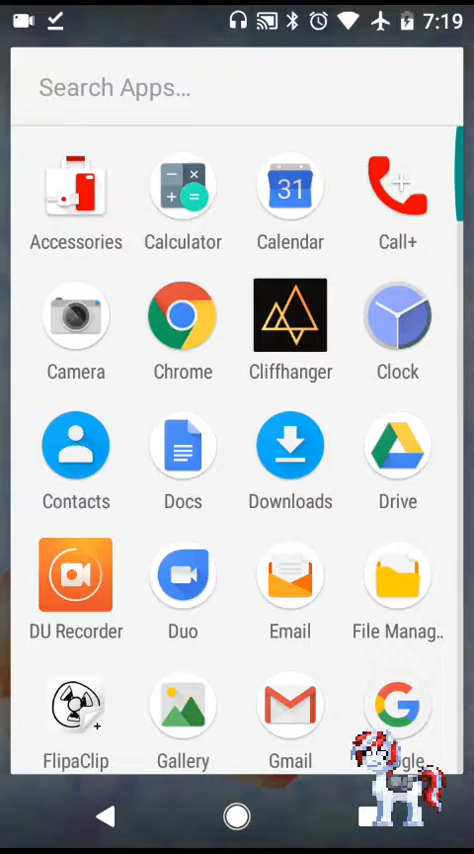 7:19
Search Apps...
Accessories Calculator Calendar Call+
31
Camera Chrome Cliffhanger Clock
Contacts Docs Downloads Drive
DU Recorder Duo Email File Manag..
FlipaClip Gallery Gmail